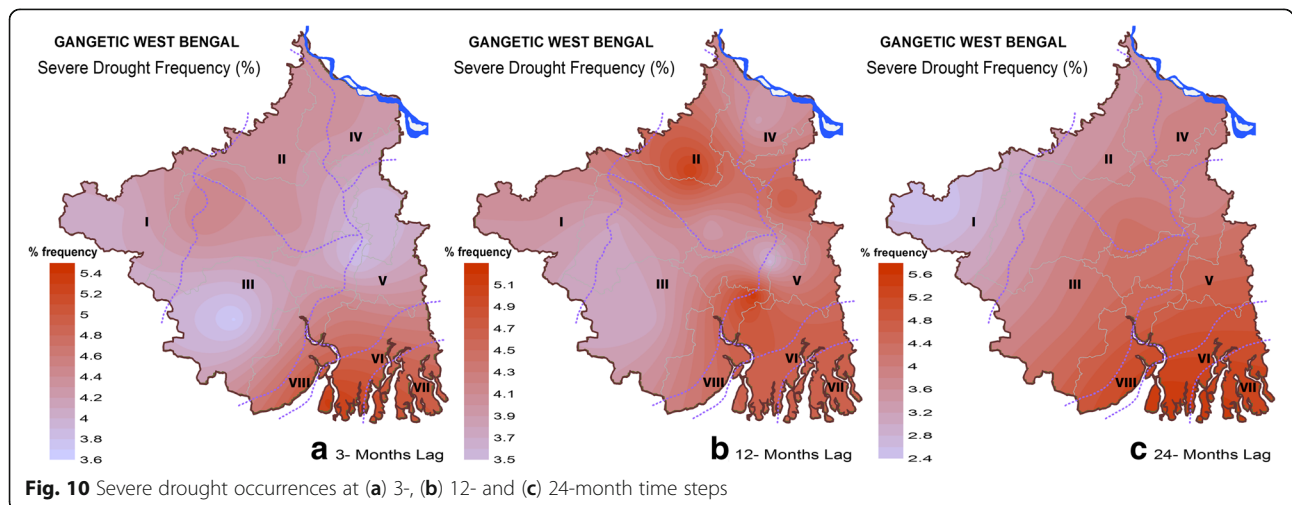 GANGETIC WEST BENGAL
Severe Drought Frequency (%)
IV
II
I
% frequency
5.4
5.2
5
4.8
4.6
4.4
4.2
4
3.8
3.6
III
V
VI
VIII
VII
a 3- Months Lag
GANGETIC WEST BENGAL
Severe Drought Frequency (%)
IV
II
I
% frequency
5.1
4.9
4.7
4.5
4.3
4.1
3.9
3.7
3.5
III
V
VI
VIII
VII
b 12- Months Lag
GANGETIC WEST BENGAL
Severe Drought Frequency (%)
IV
II
I
% frequency
5.6
5.2
4.8
4.4
4
3.6
3.2
2.8
2.4
III
V
VI
VIII
VII
c 24- Months Lag
Fig. 10 Severe drought occurrences at (a) 3-, (b) 12- and (c) 24-month time steps